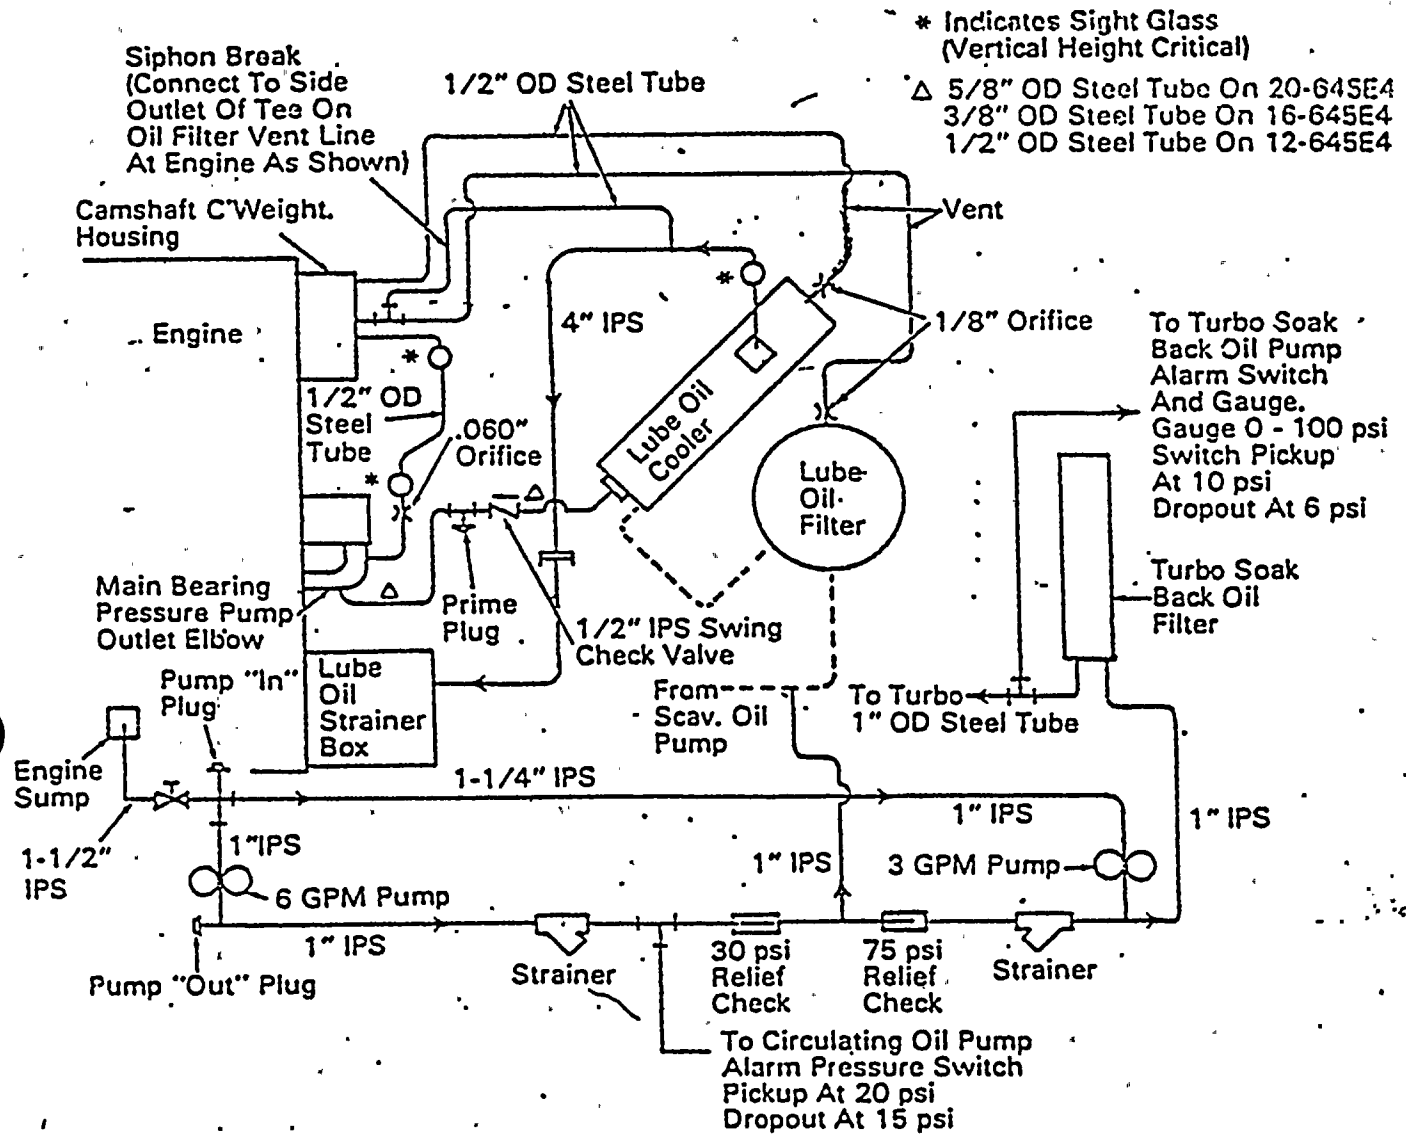 * Indicates Sight Glass
(Vertical Height Critical)
△ 5/8" OD Steel Tube On 20-645E4
3/8" OD Steel Tube On 16-645E4
1/2" OD Steel Tube On 12-645E4
Siphon Break
(Connect To Side
Outlet Of Tee On
Oil Filter Vent Line
At Engine As Shown)
1/2" OD Steel Tube
Camshaft C'Weight.
Housing
Vent
*
4" IPS
1/8" Orifice
Engine
*
To Turbo Soak
Back Oil Pump
Alarm Switch
And Gauge.
Gauge 0 - 100 psi
Switch Pickup
At 10 psi
Dropout At 6 psi
1/2" OD
Steel
Tube
.060"
Orifice
*
△
Lube Oil
Cooler
Lube
Oil
Filter
Main Bearing
Pressure Pump
Outlet Elbow
△
Prime
Plug
1/2" IPS Swing
Check Valve
Turbo Soak
Back Oil
Filter
Pump "In"
Plug
Lube
Oil
Strainer
Box
From
Scav. Oil
Pump
To Turbo
1" OD Steel Tube
Engine
Sump
1-1/4" IPS
1" IPS
1" IPS
1-1/2"
IPS
1" IPS
1" IPS
3 GPM Pump
6 GPM Pump
1" IPS
Pump "Out" Plug
Strainer
30 psi
Relief
Check
75 psi
Relief
Check
Strainer
To Circulating Oil Pump
Alarm Pressure Switch
Pickup At 20 psi
Dropout At 15 psi